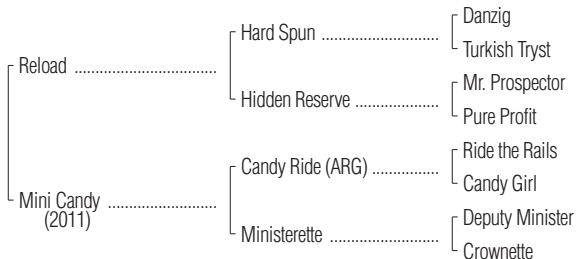 Danzig
Hard Spun ..............................
Turkish Tryst
Reload ....................................
Mr. Prospector
Hidden Reserve .....................
Pure Profit
Ride the Rails
Candy Ride (ARG) .................
Candy Girl
Mini Candy ............................
(2011)
Deputy Minister
Ministerette ............................
Crownette